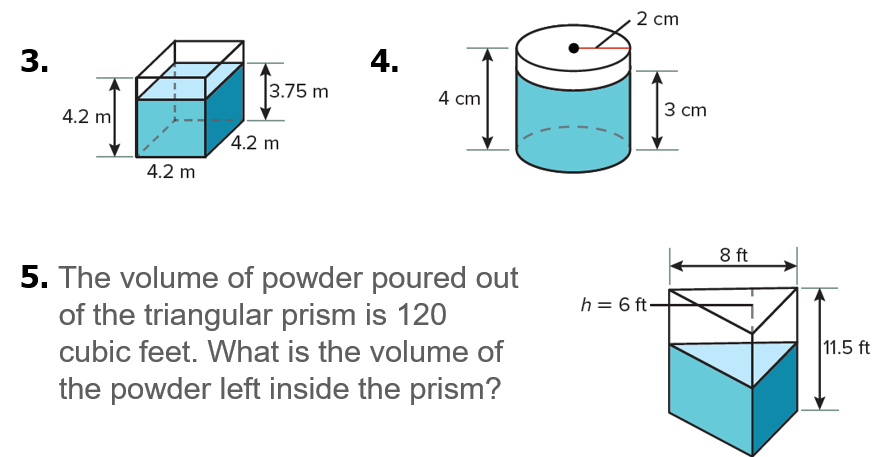 3.
4.2 m
3.75 m
4.2 m
4.2 m
4.
2 cm
4 cm
3 cm
5. The volume of powder poured out
of the triangular prism is 120
cubic feet. What is the volume of
the powder left inside the prism?
8 ft
h = 6 ft
11.5 ft